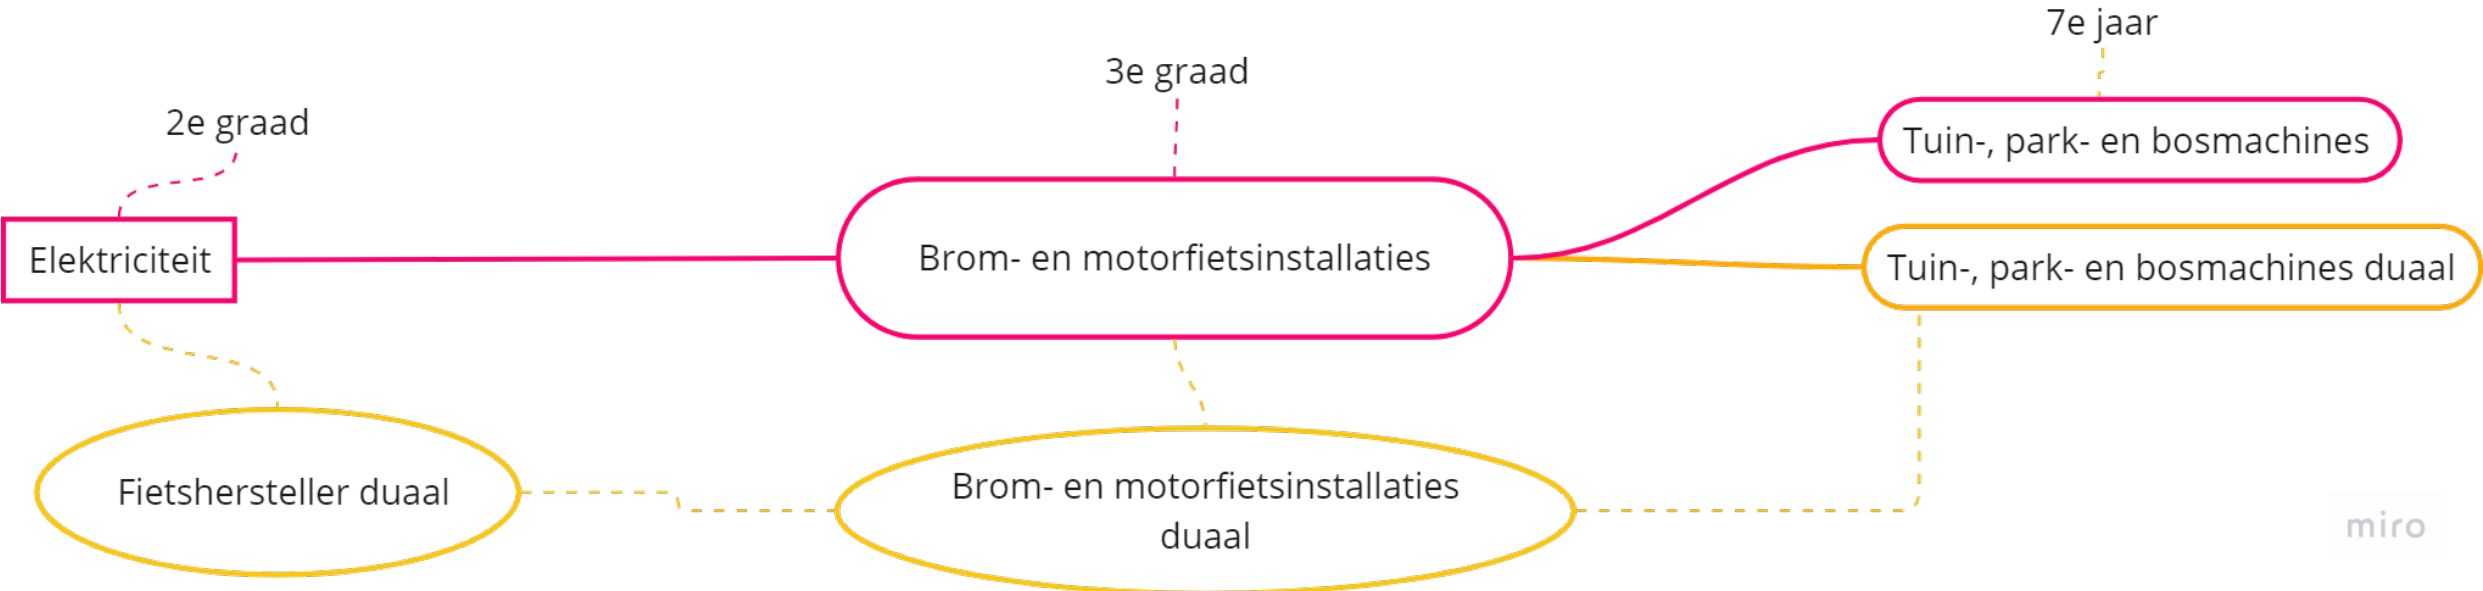 7e jaar
3e graad
2e graad
Tuin-, park- en bosmachines
Elektriciteit
Brom- en motorfietsinstallaties
Tuin-, park- en bosmachines duaal
Fietshersteller duaal
Brom- en motorfietsinstallaties
duaal
miro